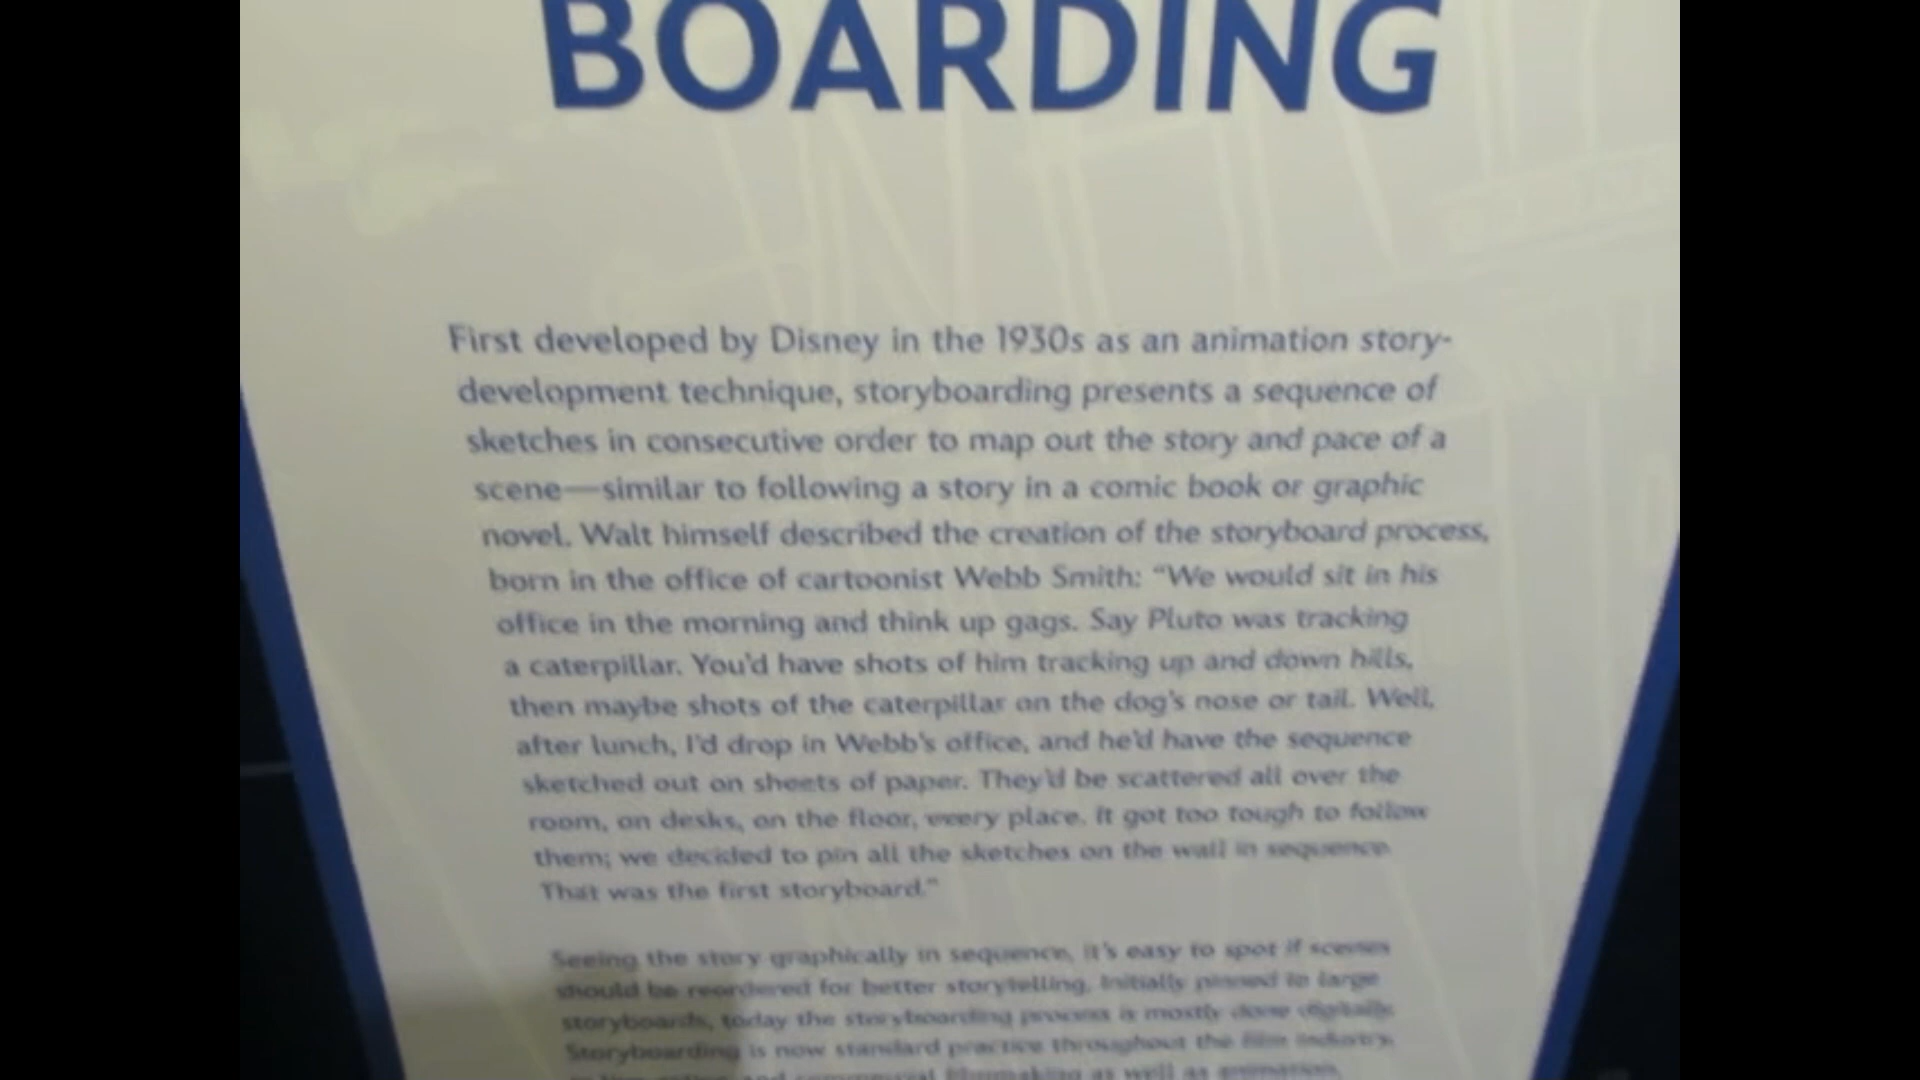 BOARDING
First developed by Disney in the 1930s as an animation story-
development technique, storyboarding presents a sequence of
sketches in consecutive order to map out the story and pace of a
scene—similar to following a story in a comic book or graphic
novel. Walt himself described the creation of the storyboard process,
born in the office of cartoonist Webb Smith: “We would sit in his
office in the morning and think up gags. Say Pluto was tracking
a caterpillar. You’d have shots of him tracking up and down hills,
then maybe shots of the caterpillar on the dog’s nose or tail. Well,
after lunch, I’d drop in Webb’s office, and he’d have the sequence
sketched out on sheets of paper. They’d be scattered all over the
room, on desks, on the floor, every place. It got too tough to follow
them; we decided to pin all the sketches on the wall in sequence.
That was the first storyboard.”
Seeing the story graphically in sequence, it’s easy to spot if scenes
should be reordered for better storytelling. Initially pinned to large
storyboards, today the storyboarding process is mostly done digitally.
Storyboarding is now standard practice throughout the film industry,
and commercial filmmaking as well as animation.